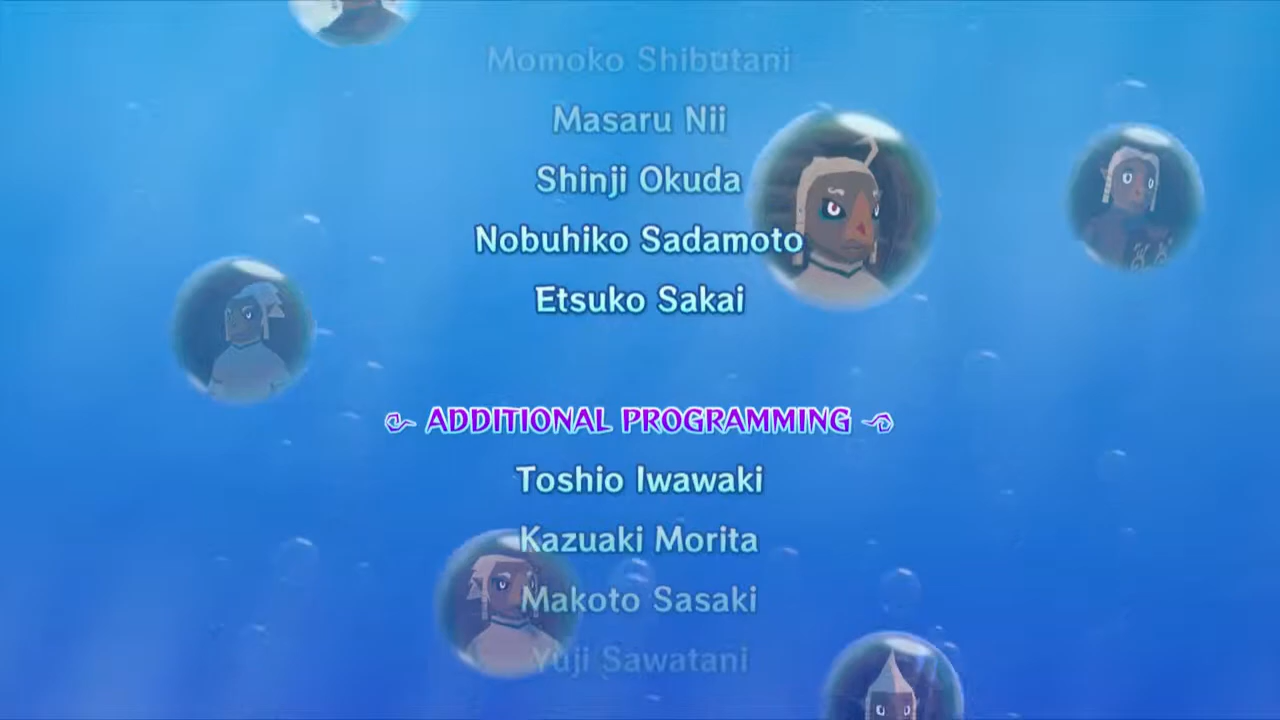 Momoko Shibutani
Masaru Nii
Shinji Okuda
Nobuhiko Sadamoto
Etsuko Sakai
ADDITIONAL PROGRAMMING
Toshio Iwawaki
Kazuaki Morita
Makoto Sasaki
Yuji Sawatani